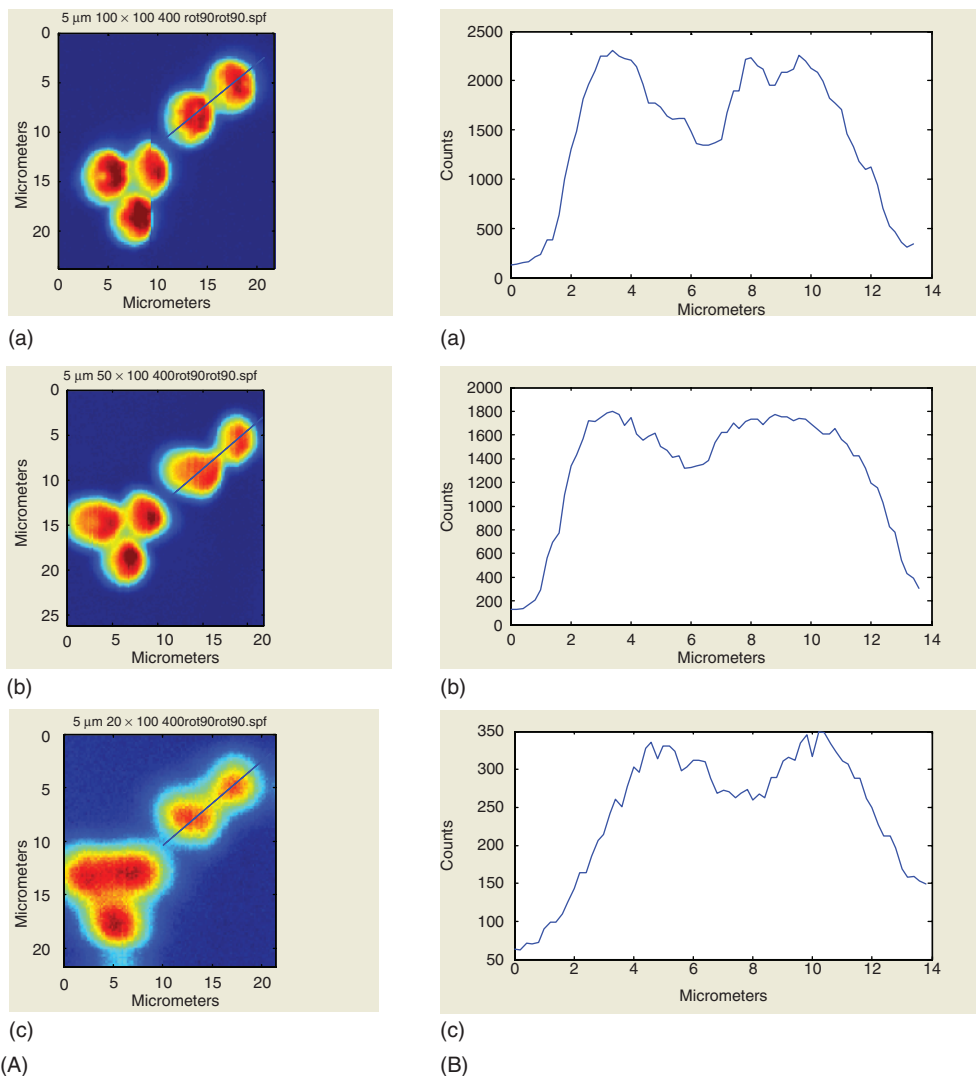 5 μm 100 × 100 400 rot90rot90.spf
0
5
10
15
20
Micrometers
0 5 10 15 20
Micrometers
(a)
2500
2000
1500
1000
500
0
Counts
0 2 4 6 8 10 12 14
Micrometers
(a)
5 μm 50 × 100 400rot90rot90.spf
0
5
10
15
20
25
Micrometers
0 5 10 15 20
Micrometers
(b)
2000
1800
1600
1400
1200
1000
800
600
400
200
0
Counts
0 2 4 6 8 10 12 14
Micrometers
(b)
5 μm 20 × 100 400rot90rot90.spf
0
5
10
15
20
Micrometers
0 5 10 15 20
Micrometers
(c)
(A)
350
300
250
200
150
100
50
Counts
0 2 4 6 8 10 12 14
Micrometers
(c)
(B)